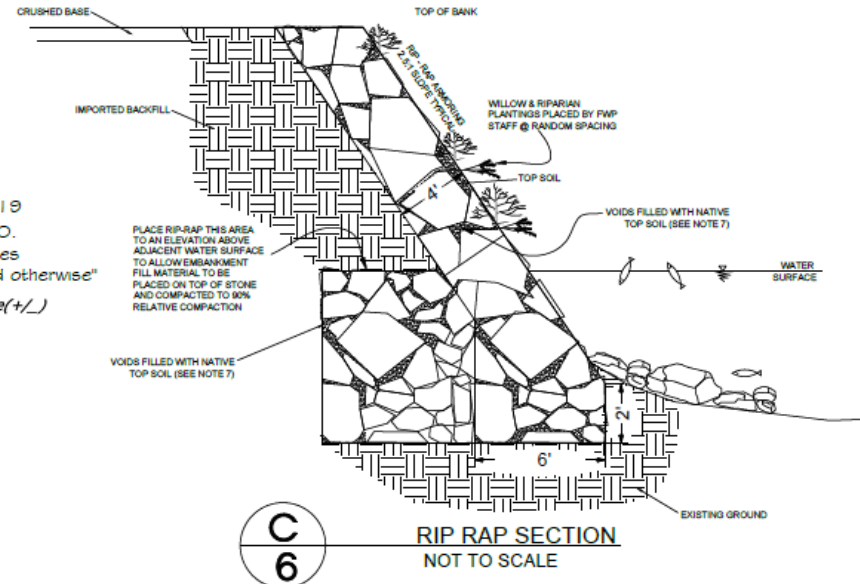 CRUSHED BASE
TOP OF BANK
RIP - RAP ARMORING
2.5:1 SLOPE TYPICAL
IMPORTED BACKFILL
WILLOW & RIPARIAN
PLANTINGS PLACED BY FWP
STAFF @ RANDOM SPACING
TOP SOIL
4'
19
O.
es
d otherwise"
e(+/_)
PLACE RIP-RAP THIS AREA
TO AN ELEVATION ABOVE
ADJACENT WATER SURFACE
TO ALLOW EMBANKMENT
FILL MATERIAL TO BE
PLACED ON TOP OF STONE
AND COMPACTED TO 90%
RELATIVE COMPACTION
VOIDS FILLED WITH NATIVE
TOP SOIL (SEE NOTE 7)
WATER
SURFACE
VOIDS FILLED WITH NATIVE
TOP SOIL (SEE NOTE 7)
2'
6'
EXISTING GROUND
C
6
RIP RAP SECTION
NOT TO SCALE